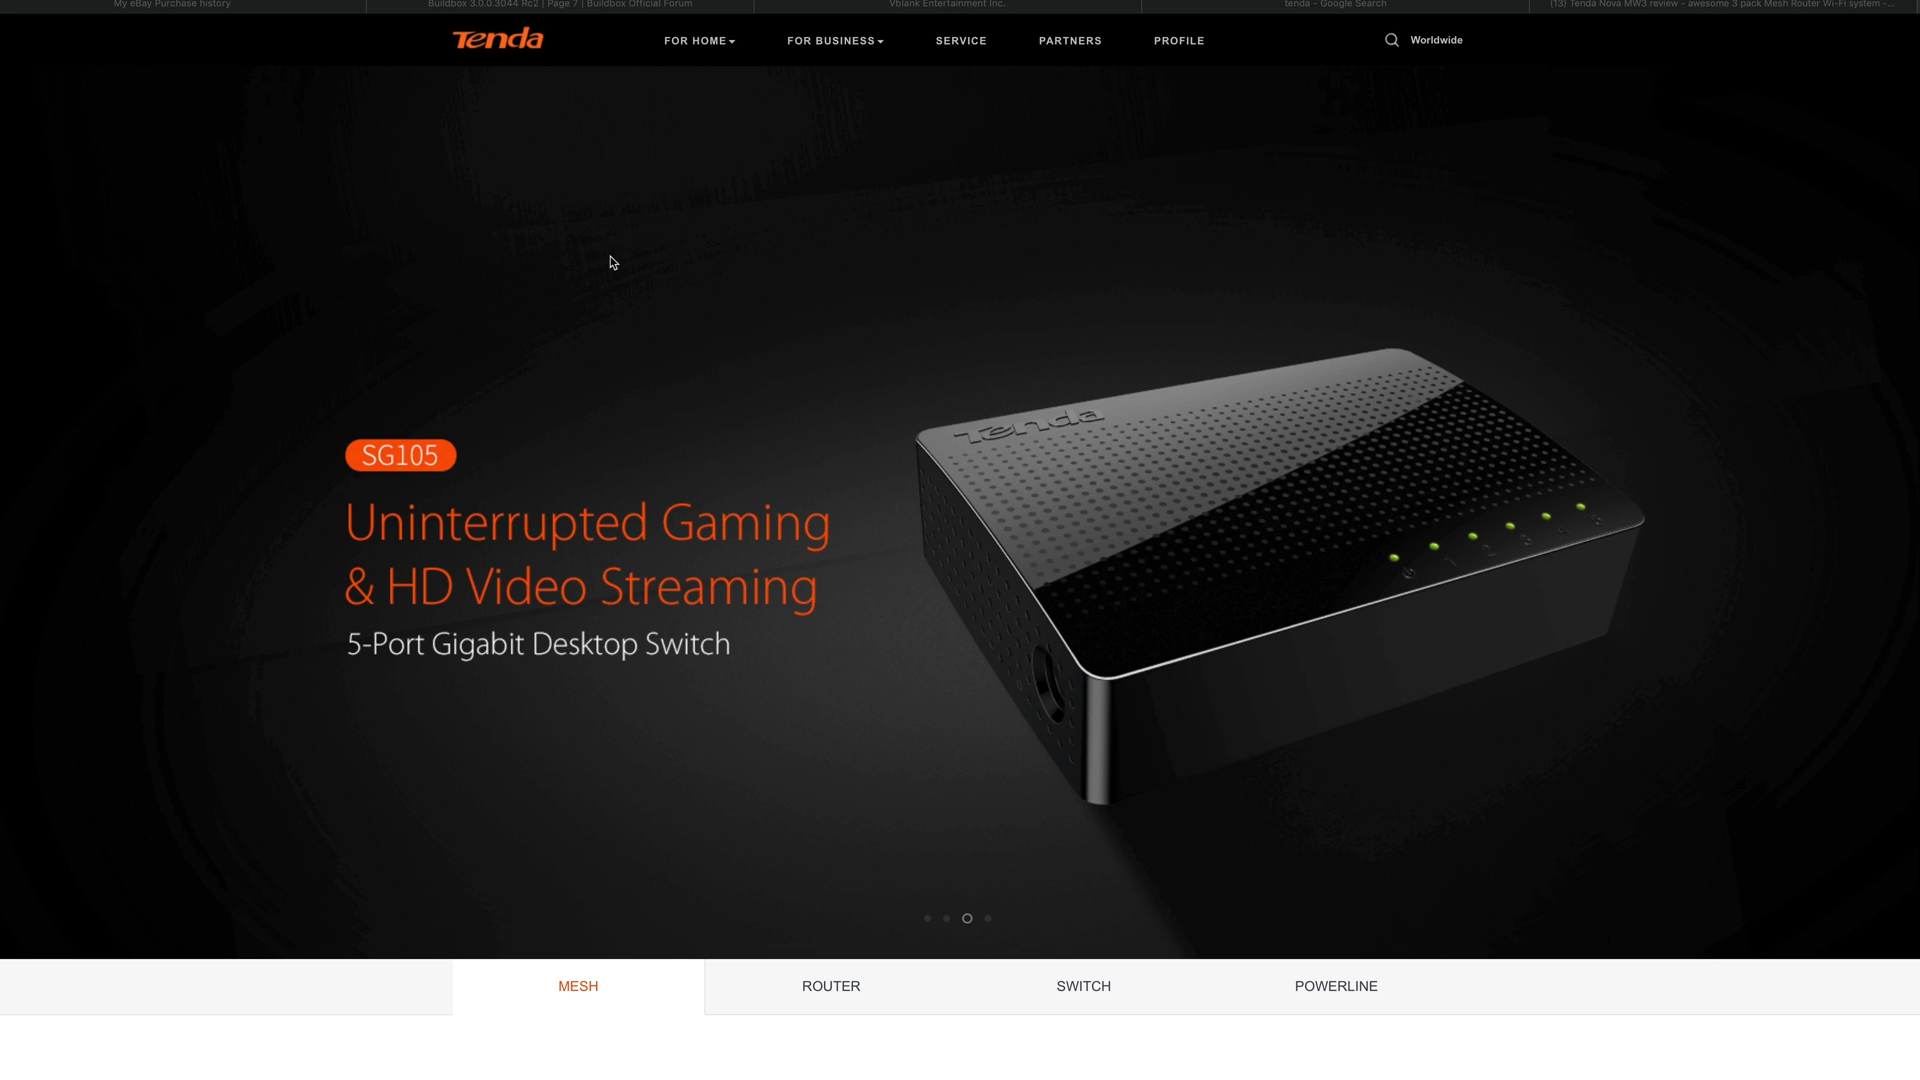 My eBay Purchase history
Buildbox 3.0.0.3044 Rc2 | Page 7 | Buildbox Official Forum
Vblank Entertainment Inc.
tenda - Google Search
(13) Tenda Nova MW3 review - awesome 3 pack Mesh Router Wi-Fi system -...
Tenda
FOR HOME
FOR BUSINESS
SERVICE
PARTNERS
PROFILE
Worldwide
Tenda
SG105
Uninterrupted Gaming
& HD Video Streaming
5-Port Gigabit Desktop Switch
1
2
3
MESH
ROUTER
SWITCH
POWERLINE